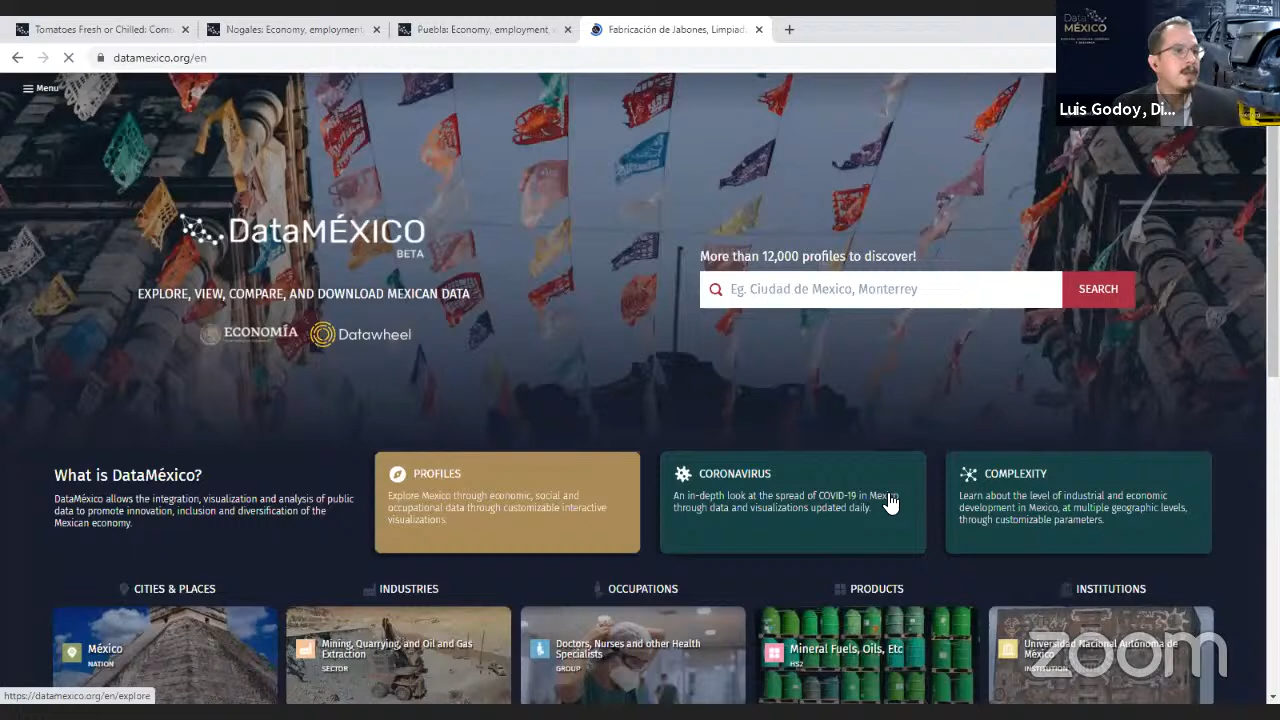 Tomatoes Fresh or Chilled: Com
Nogales: Economy, employment
Puebla: Economy, employment,
Fabricación de Jabones, Limpiad
datamexico.org/en
Menu
Data
MÉXICO
Luis Godoy, Di...
DataMÉXICO
BETA
EXPLORE, VIEW, COMPARE, AND DOWNLOAD MEXICAN DATA
ECONOMÍA
Datawheel
More than 12,000 profiles to discover!
Eg. Ciudad de Mexico, Monterrey
SEARCH
What is DataMéxico?
DataMéxico allows the integration, visualization and analysis of public
data to promote innovation, inclusion and diversification of the
Mexican economy.
PROFILES
Explore Mexico through economic, social and
occupational data through customizable interactive
visualizations.
CORONAVIRUS
An in-depth look at the spread of COVID-19 in Mexico
through data and visualizations updated daily.
COMPLEXITY
Learn about the level of industrial and economic
development in Mexico, at multiple geographic levels,
through customizable parameters.
CITIES & PLACES
INDUSTRIES
OCCUPATIONS
PRODUCTS
INSTITUTIONS
México
NATION
Mining, Quarrying, and Oil and Gas
Extraction
SECTOR
Doctors, Nurses and other Health
Specialists
GROUP
Mineral Fuels, Oils, Etc
HS2
Universidad Nacional Autónoma de
México
INSTITUTION
zoom
https://datamexico.org/en/explore